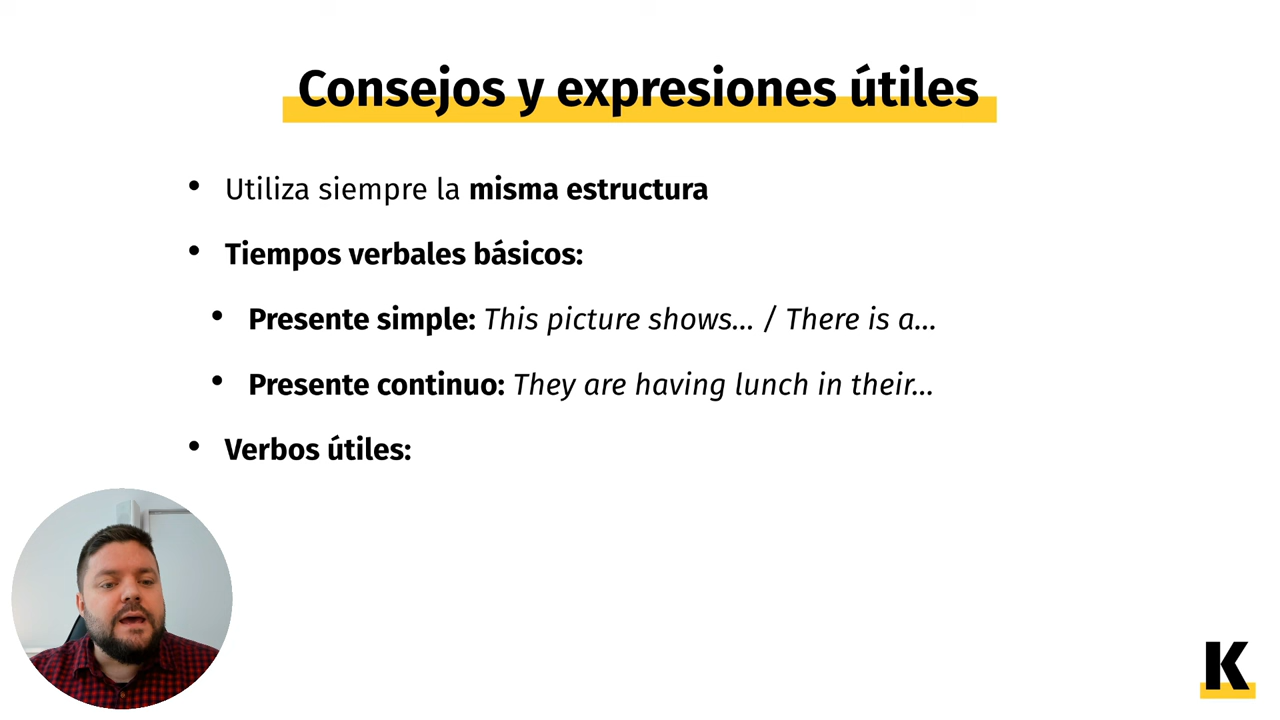 Consejos y expresiones útiles
• Utiliza siempre la misma estructura
• Tiempos verbales básicos:
• Presente simple: This picture shows... / There is a...
• Presente continuo: They are having lunch in their...
• Verbos útiles:
K